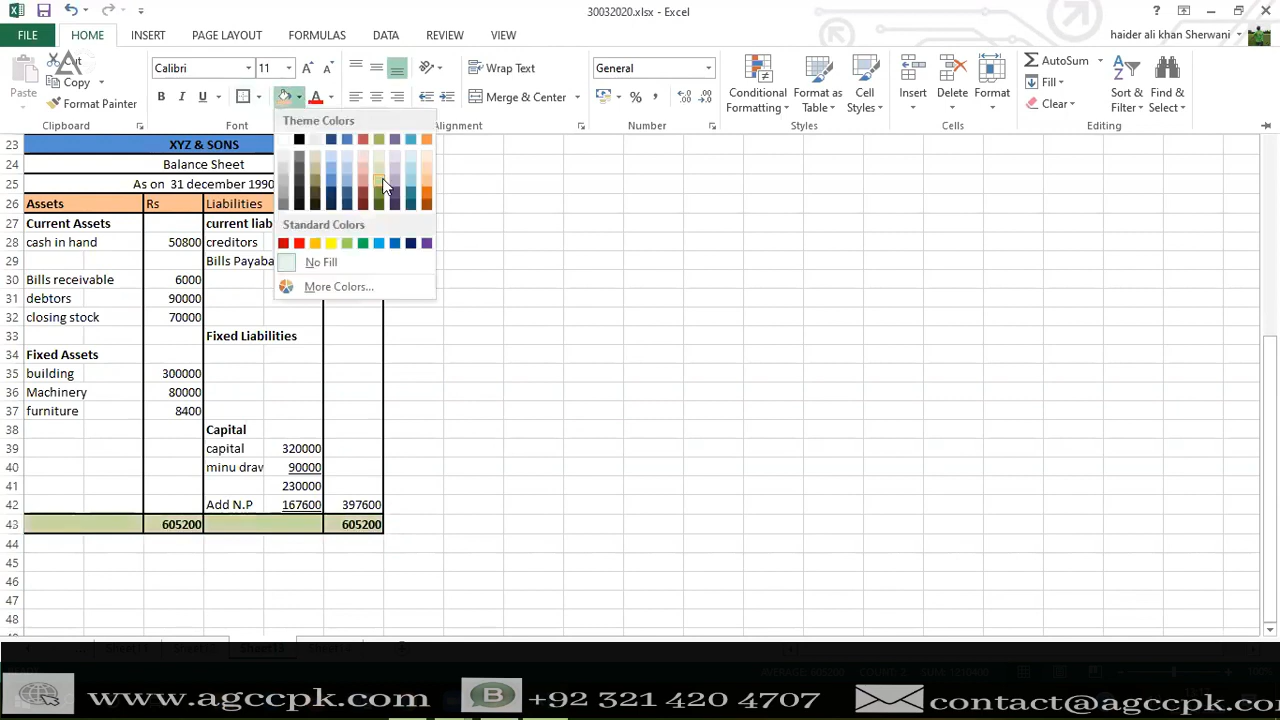 30032020.xlsx - Excel
FILE HOME INSERT PAGE LAYOUT FORMULAS DATA REVIEW VIEW haider ali khan Sherwani
Paste Cut Copy Format Painter Clipboard
Calibri 11 B I U Font
Wrap Text Merge & Center Alignment
General % , Number
Conditional Formatting Format as Table Cell Styles Styles
Insert Delete Format Cells
AutoSum Fill Clear Sort & Filter Find & Select Editing
Theme Colors
Standard Colors
No Fill
More Colors...
23 XYZ & SONS
24 Balance Sheet
25 As on 31 december 1990
26 Assets Rs Liabilities
27 Current Assets current liab
28 cash in hand 50800 creditors
29 Bills Payaba
30 Bills receivable 6000
31 debtors 90000
32 closing stock 70000
33 Fixed Liabilities
34 Fixed Assets
35 building 300000
36 Machinery 80000
37 furniture 8400
38 Capital
39 capital 320000
40 minu draw 90000
41 230000
42 Add N.P 167600 397600
43 605200 605200
44
45
46
47
48
Sheet13
100%
www.agccpk.com +92 321 420 4707 contact@agccpk.co